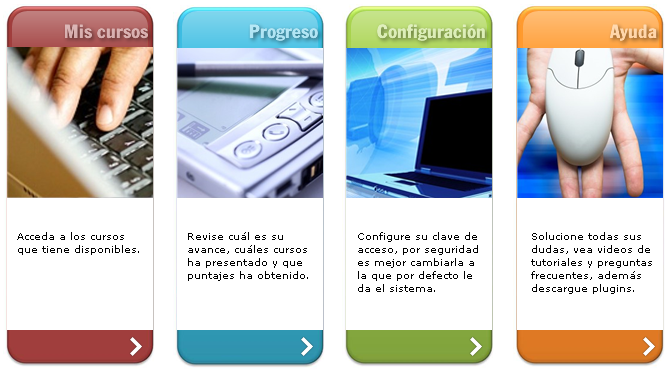 Mis cursos
Acceda a los cursos
que tiene disponibles.
Progreso
Revise cuál es su
avance, cuáles cursos
ha presentado y que
puntajes ha obtenido.
Configuración
Configure su clave de
acceso, por seguridad
es mejor cambiarla a
la que por defecto le
da el sistema.
Ayuda
Solucione todas sus
dudas, vea videos de
tutoriales y preguntas
frecuentes, además
descargue plugins.